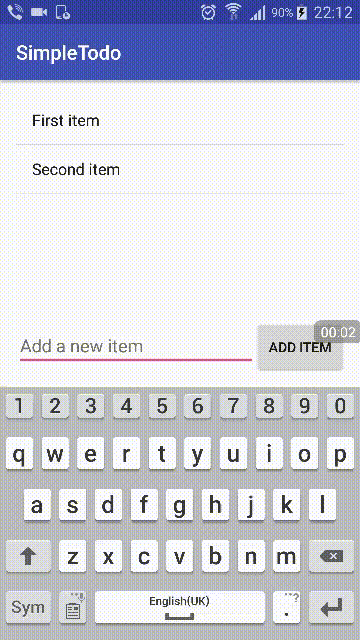 90% 22:12
SimpleTodo
First item
Second item
00:02
Add a new item ADD ITEM
1 2 3 4 5 6 7 8 9 0
q w e r t y u i o p
a s d f g h j k l
z x c v b n m
English(UK)
Sym . ?